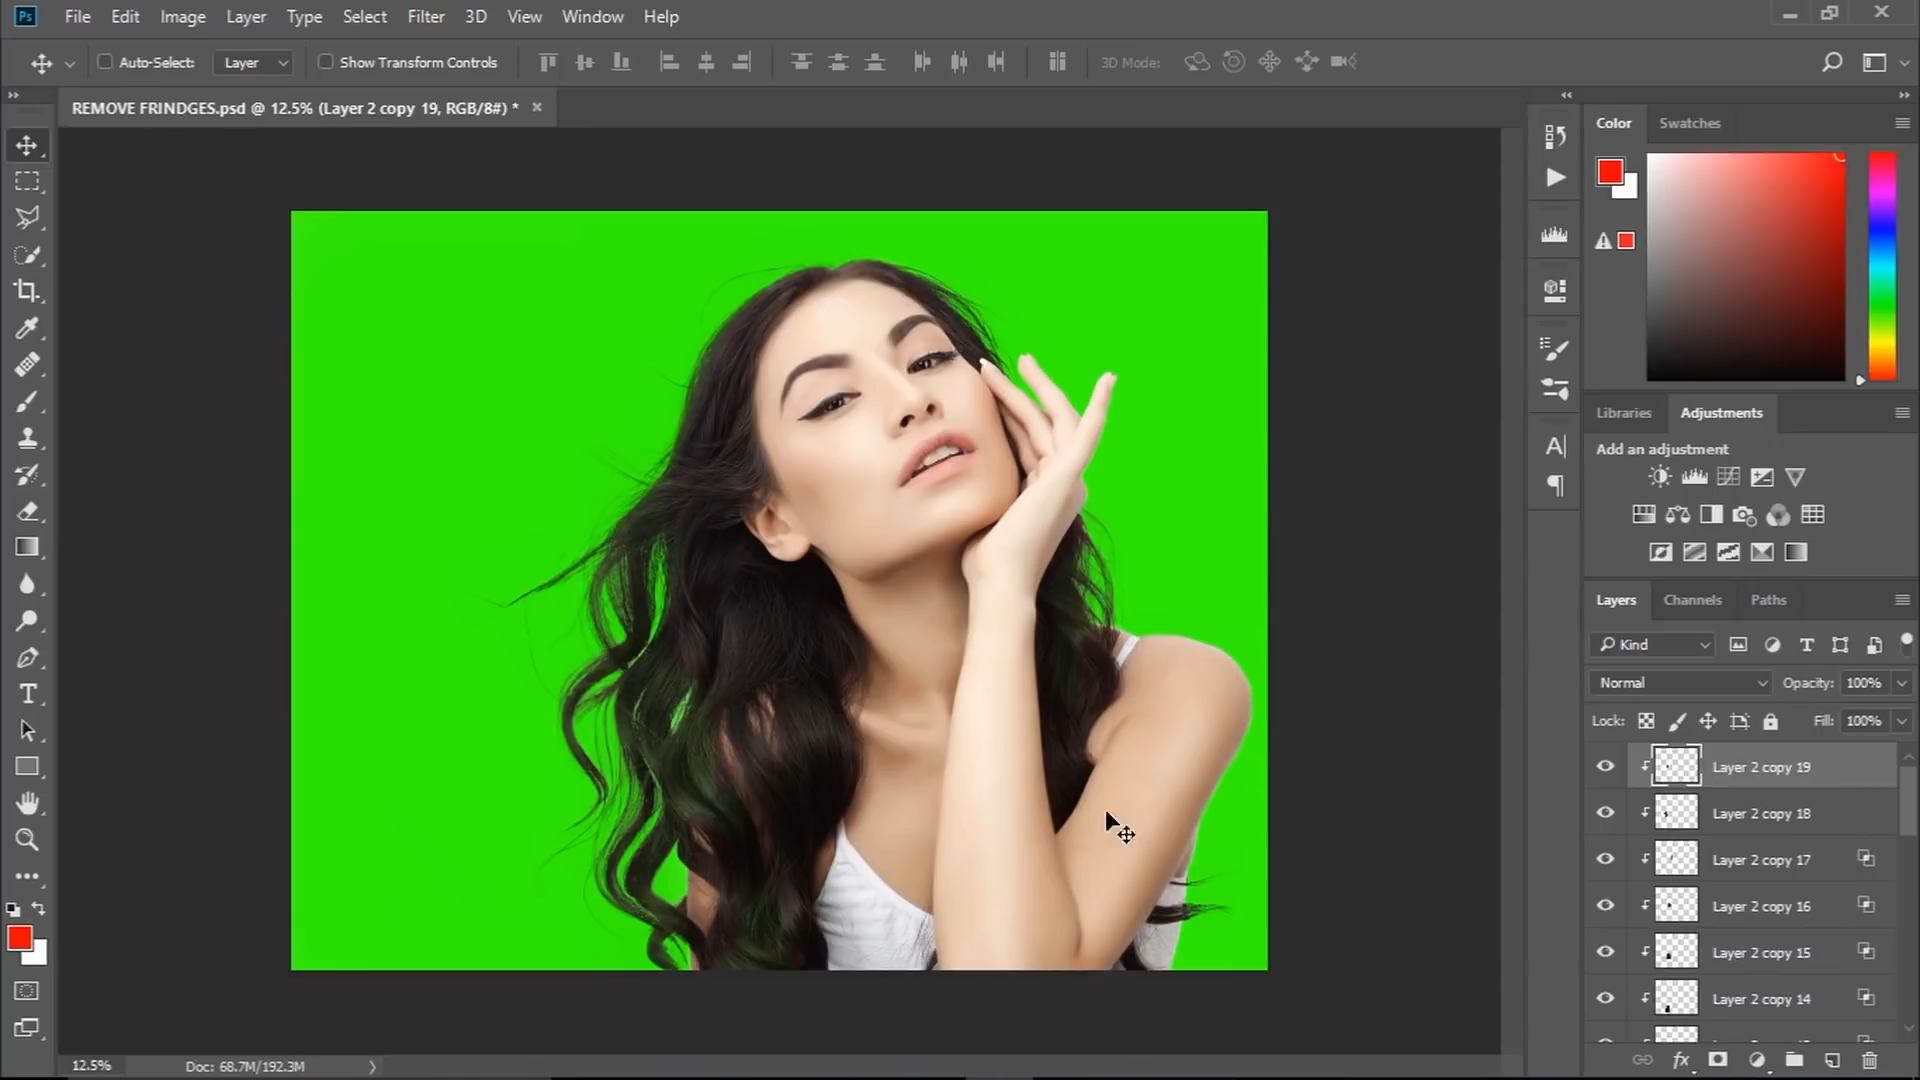 Ps File Edit Image Layer Type Select Filter 3D View Window Help
Auto-Select: Layer Show Transform Controls 3D Mode:
REMOVE FRINDGES.psd @ 12.5% (Layer 2 copy 19, RGB/8#) * ×
Color Swatches
Libraries Adjustments
Add an adjustment
Layers Channels Paths
Kind
Normal Opacity: 100%
Lock: Fill: 100%
Layer 2 copy 19
Layer 2 copy 18
Layer 2 copy 17
Layer 2 copy 16
Layer 2 copy 15
Layer 2 copy 14
12.5% Doc: 68.7M/192.3M